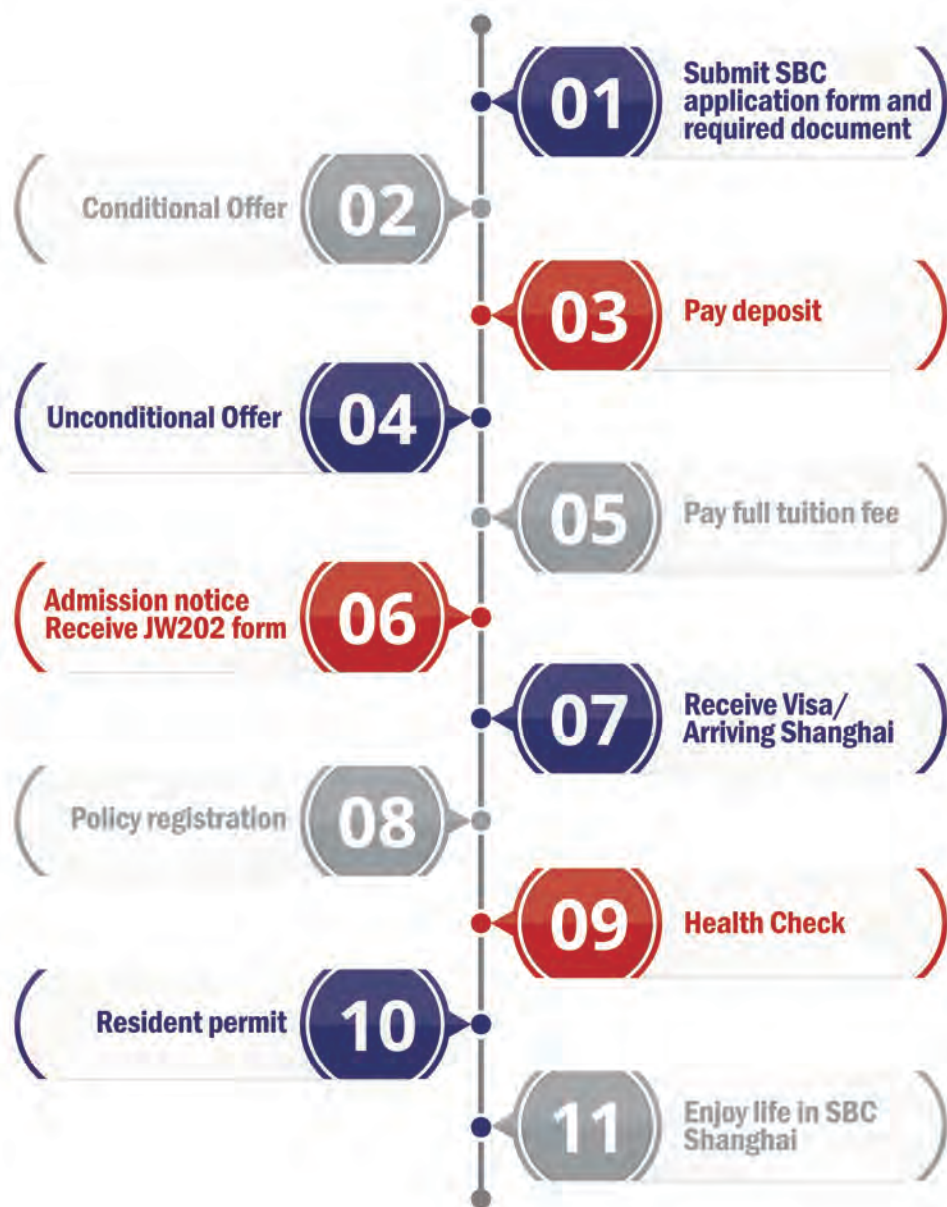 01
Submit SBC
application form and
required document
Conditional Offer
02
03
Pay deposit
Unconditional Offer
04
05
Pay full tuition fee
Admission notice
Receive JW202 form
06
07
Receive Visa/
Arriving Shanghai
Policy registration
08
09
Health Check
Resident permit
10
11
Enjoy life in SBC
Shanghai